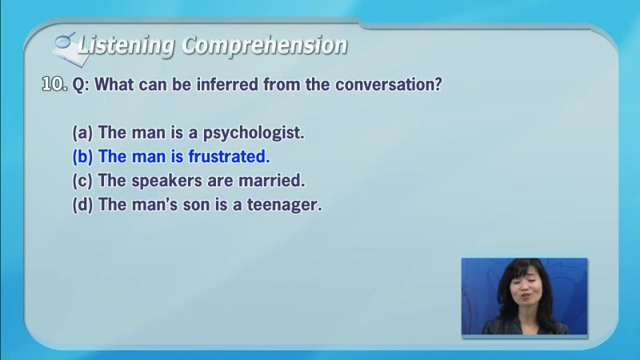 Listening Comprehension
10. Q: What can be inferred from the conversation?
(a) The man is a psychologist.
(b) The man is frustrated.
(c) The speakers are married.
(d) The man's son is a teenager.